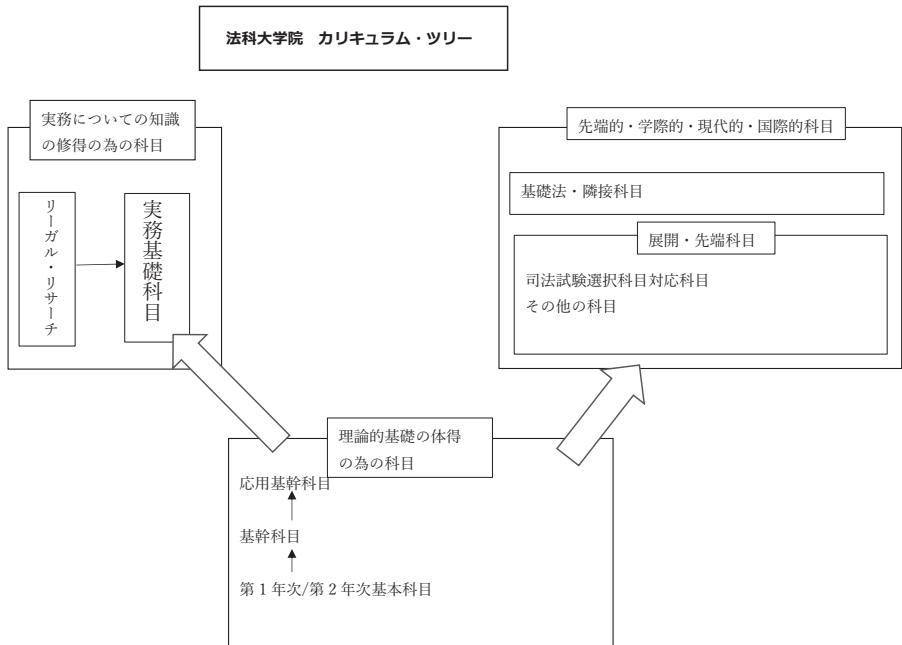 法科大学院　カリキュラム・ツリー
実務についての知識
の修得の為の科目
リーガル・リサーチ
実務基礎科目
先端的・学際的・現代的・国際的科目
基礎法・隣接科目
展開・先端科目
司法試験選択科目対応科目
その他の科目
理論的基礎の体得
の為の科目
応用基幹科目
基幹科目
第１年次/第２年次基本科目